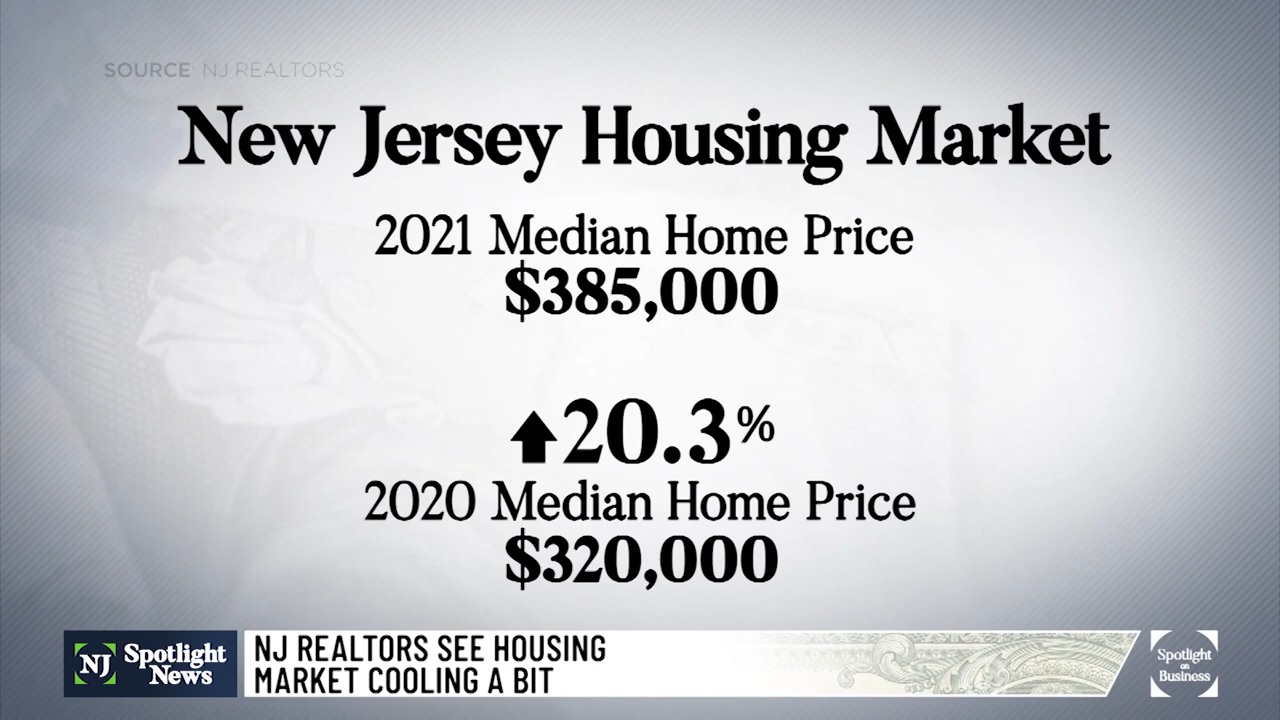 SOURCE: NJ REALTORS
New Jersey Housing Market
2021 Median Home Price
$385,000
20.3%
2020 Median Home Price
$320,000
NJ Spotlight News
NJ REALTORS SEE HOUSING
MARKET COOLING A BIT
Spotlight
on
Business